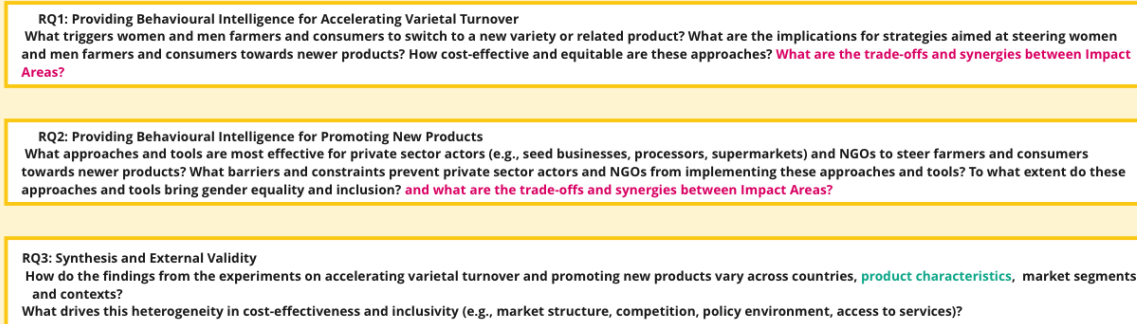 RQ1: Providing Behavioural Intelligence for Accelerating Varietal Turnover
What triggers women and men farmers and consumers to switch to a new variety or related product? What are the implications for strategies aimed at steering women
and men farmers and consumers towards newer products? How cost-effective and equitable are these approaches? What are the trade-offs and synergies between Impact
Areas?
RQ2: Providing Behavioural Intelligence for Promoting New Products
What approaches and tools are most effective for private sector actors (e.g., seed businesses, processors, supermarkets) and NGOs to steer farmers and consumers
towards newer products? What barriers and constraints prevent private sector actors and NGOs from implementing these approaches and tools? To what extent do these
approaches and tools bring gender equality and inclusion? and what are the trade-offs and synergies between Impact Areas?
RQ3: Synthesis and External Validity
How do the findings from the experiments on accelerating varietal turnover and promoting new products vary across countries, product characteristics, market segments
and contexts?
What drives this heterogeneity in cost-effectiveness and inclusivity (e.g., market structure, competition, policy environment, access to services)?